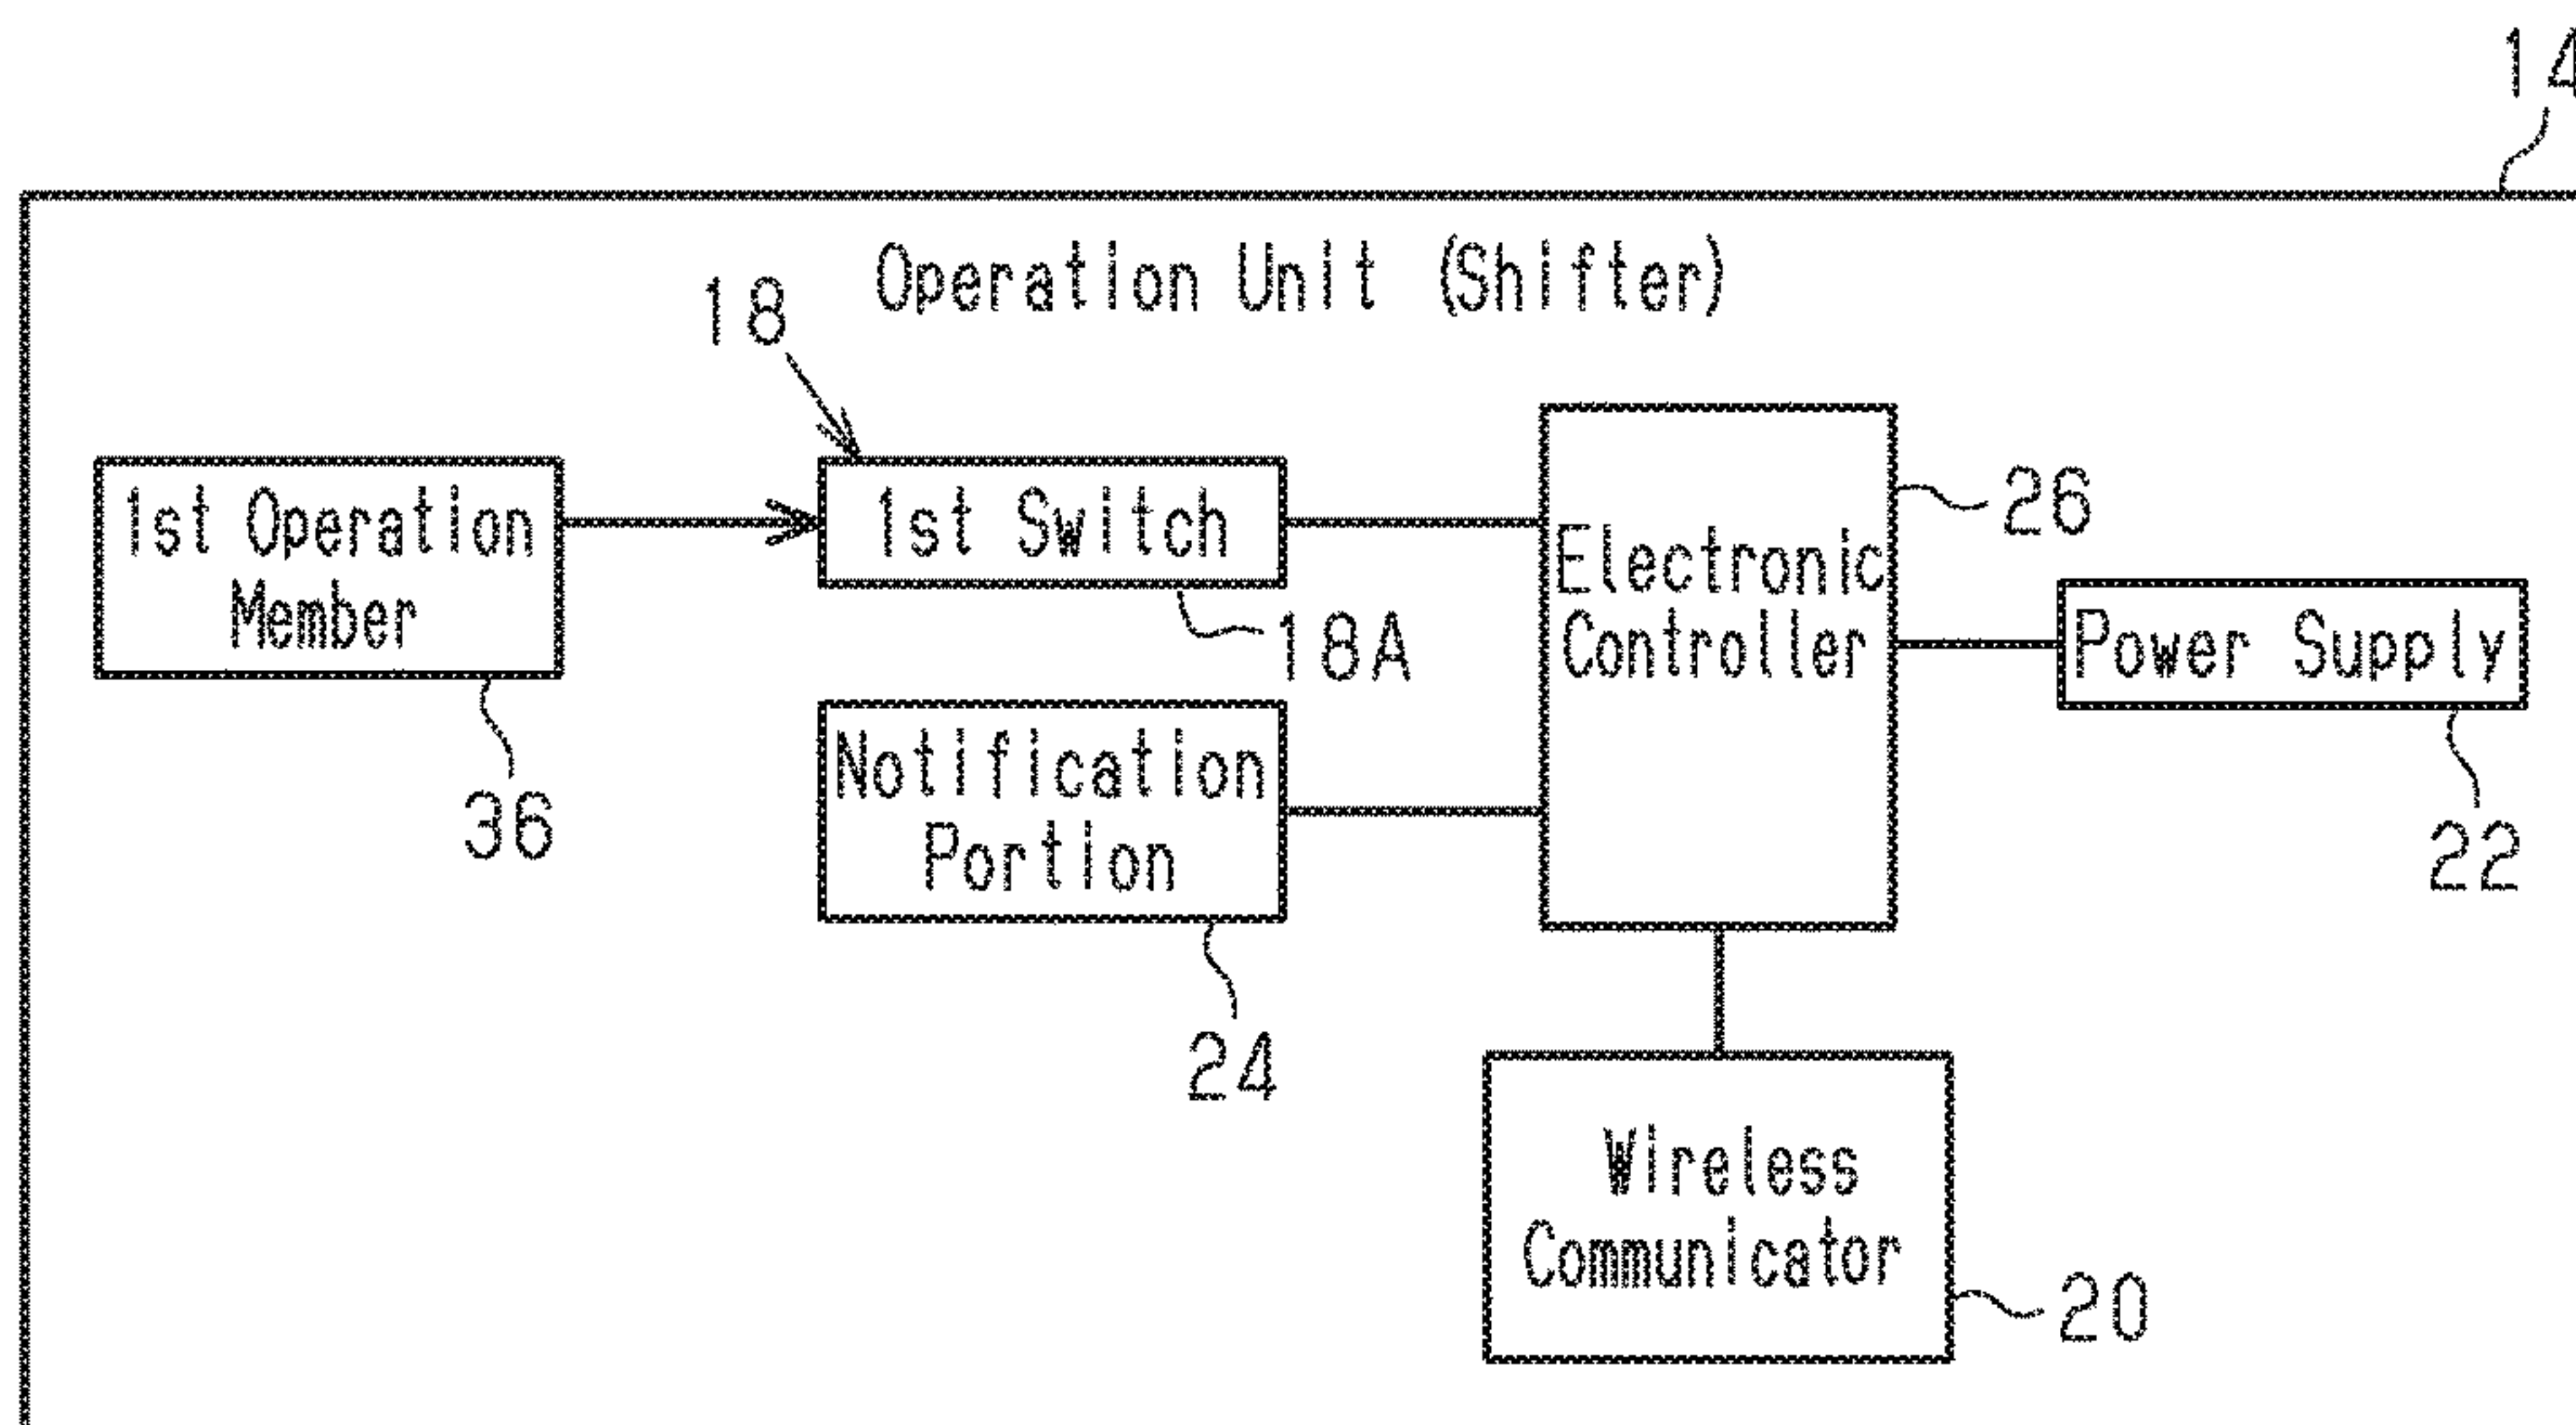 14
Operation Unit (Shifter)
18
1st Operation
Member
36
1st Switch
18A
Notification
Portion
24
Electronic
Controller
26
Power Supply
22
Wireless
Communicator
20